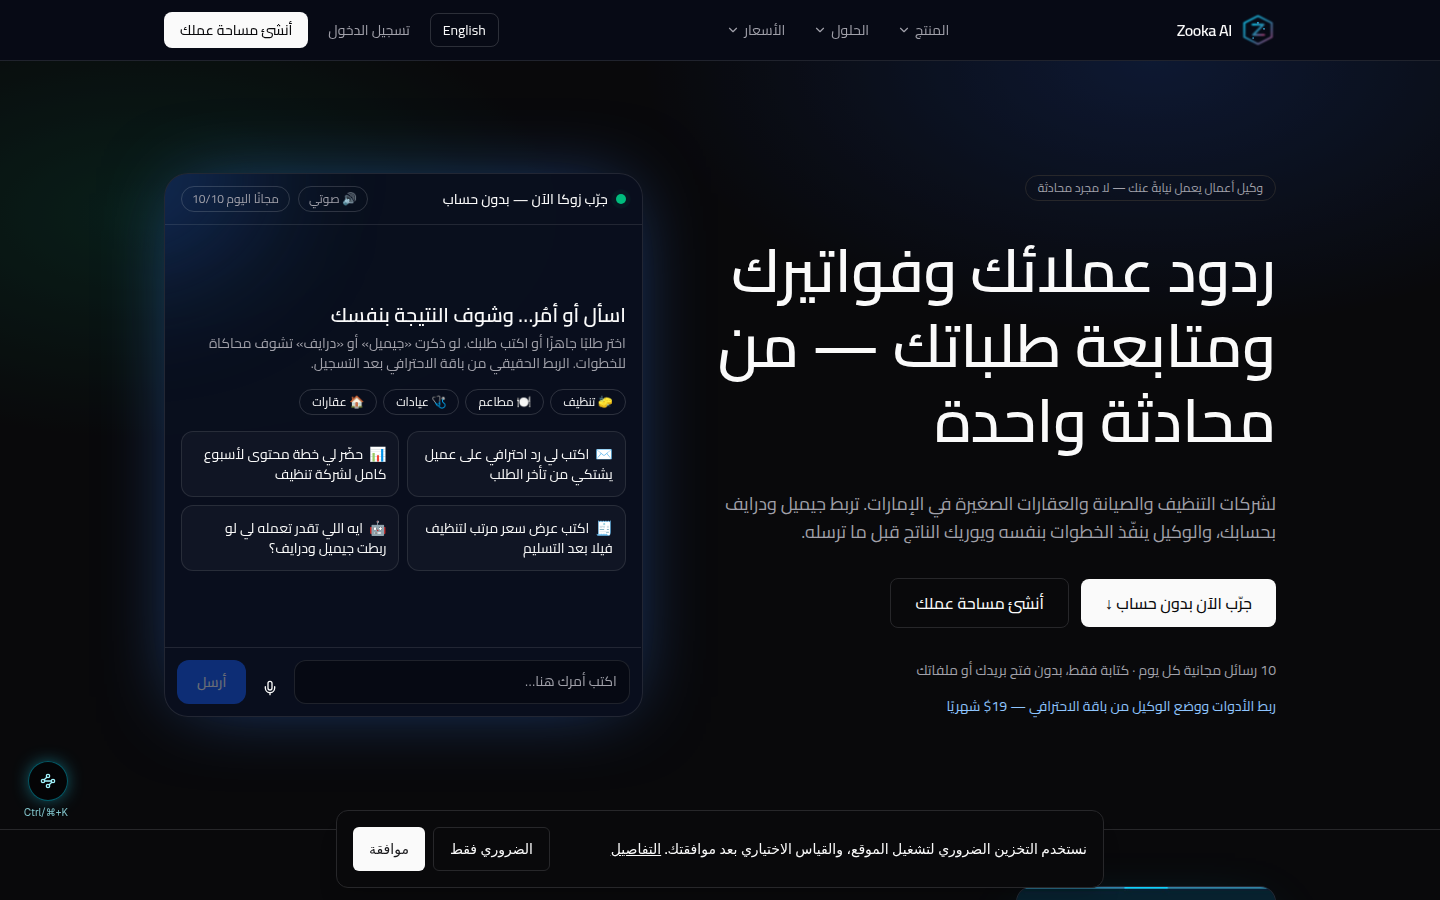 Zooka AI
المنتج
الحلول
الأسعار
English
تسجيل الدخول
أنشئ مساحة عملك
وكيل أعمال يعمل نيابةً عنك — لا مجرد محادثة
ردود عملائك وفواتيرك
ومتابعة طلباتك — من
محادثة واحدة
لشركات التنظيف والصيانة والعقارات الصغيرة في الإمارات. تربط جيميل ودرايف
بحسابك، والوكيل ينفّذ الخطوات بنفسه ويوريك الناتج قبل ما ترسله.
جرّب الآن بدون حساب ↓
أنشئ مساحة عملك
10 رسائل مجانية كل يوم · كتابة فقط، بدون فتح بريدك أو ملفاتك
ربط الأدوات ووضع الوكيل من باقة الاحترافي — 19$ شهريًا
جرّب زوكا الآن — بدون حساب
🔊 صوتي
مجانًا اليوم 10/10
اسأل أو أمُر... وشوف النتيجة بنفسك
اختر طلبًا جاهزًا أو اكتب طلبك. لو ذكرت «جيميل» أو «درايف» تشوف محاكاة
للخطوات. الربط الحقيقي من باقة الاحترافي بعد التسجيل.
🧽 تنظيف
🍽️ مطاعم
🩺 عيادات
🏠 عقارات
✉️ اكتب لي رد احترافي على عميل
يشتكي من تأخر الطلب
📊 حضّر لي خطة محتوى لأسبوع
كامل لشركة تنظيف
🧾 اكتب عرض سعر مرتب لتنظيف
فيلا بعد التسليم
🤖 ايه اللي تقدر تعمله لي لو
ربطت جيميل ودرايف؟
اكتب أمرك هنا...
أرسل
Ctrl/⌘+K
نستخدم التخزين الضروري لتشغيل الموقع، والقياس الاختياري بعد موافقتك. التفاصيل
الضروري فقط
موافقة